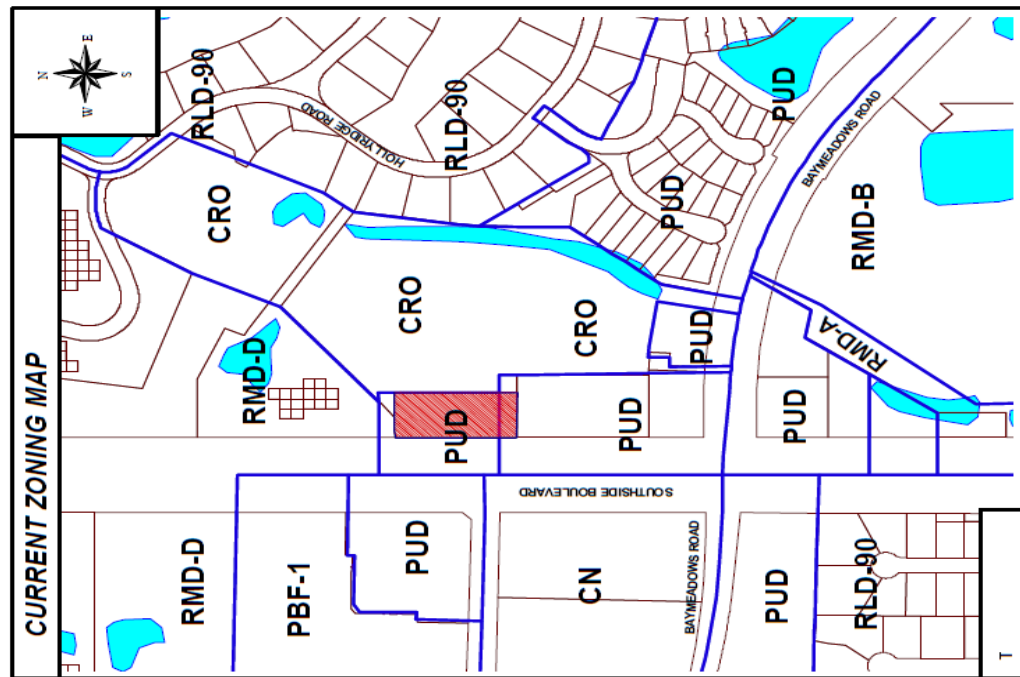 CURRENT ZONING MAP
N
E
W
S
RLD-90
HOLLYRIDGE ROAD
RLD-90
PUD
BAYMEADOWS ROAD
CRO
PUD
RMD-B
CRO
CRO
PUD
RMD-A
RMD-D
PUD
PUD
PUD
SOUTHSIDE BOULEVARD
RMD-D
PBF-1
PUD
CN
BAYMEADOWS ROAD
PUD
RLD-90
T